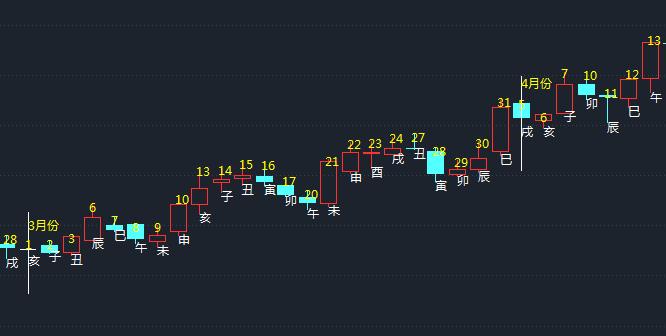 28
戌
3月份
1
亥
2
子
3
丑
6
辰
7
巳
8
午
9
未
10
申
13
亥
14
子
15
丑
16
寅
17
卯
20
午
21
未
22
申
23
酉
24
戌
27
丑
28
寅
29
卯
30
辰
31
巳
4月份
5
戌
6
亥
7
子
10
卯
11
辰
12
巳
13
午